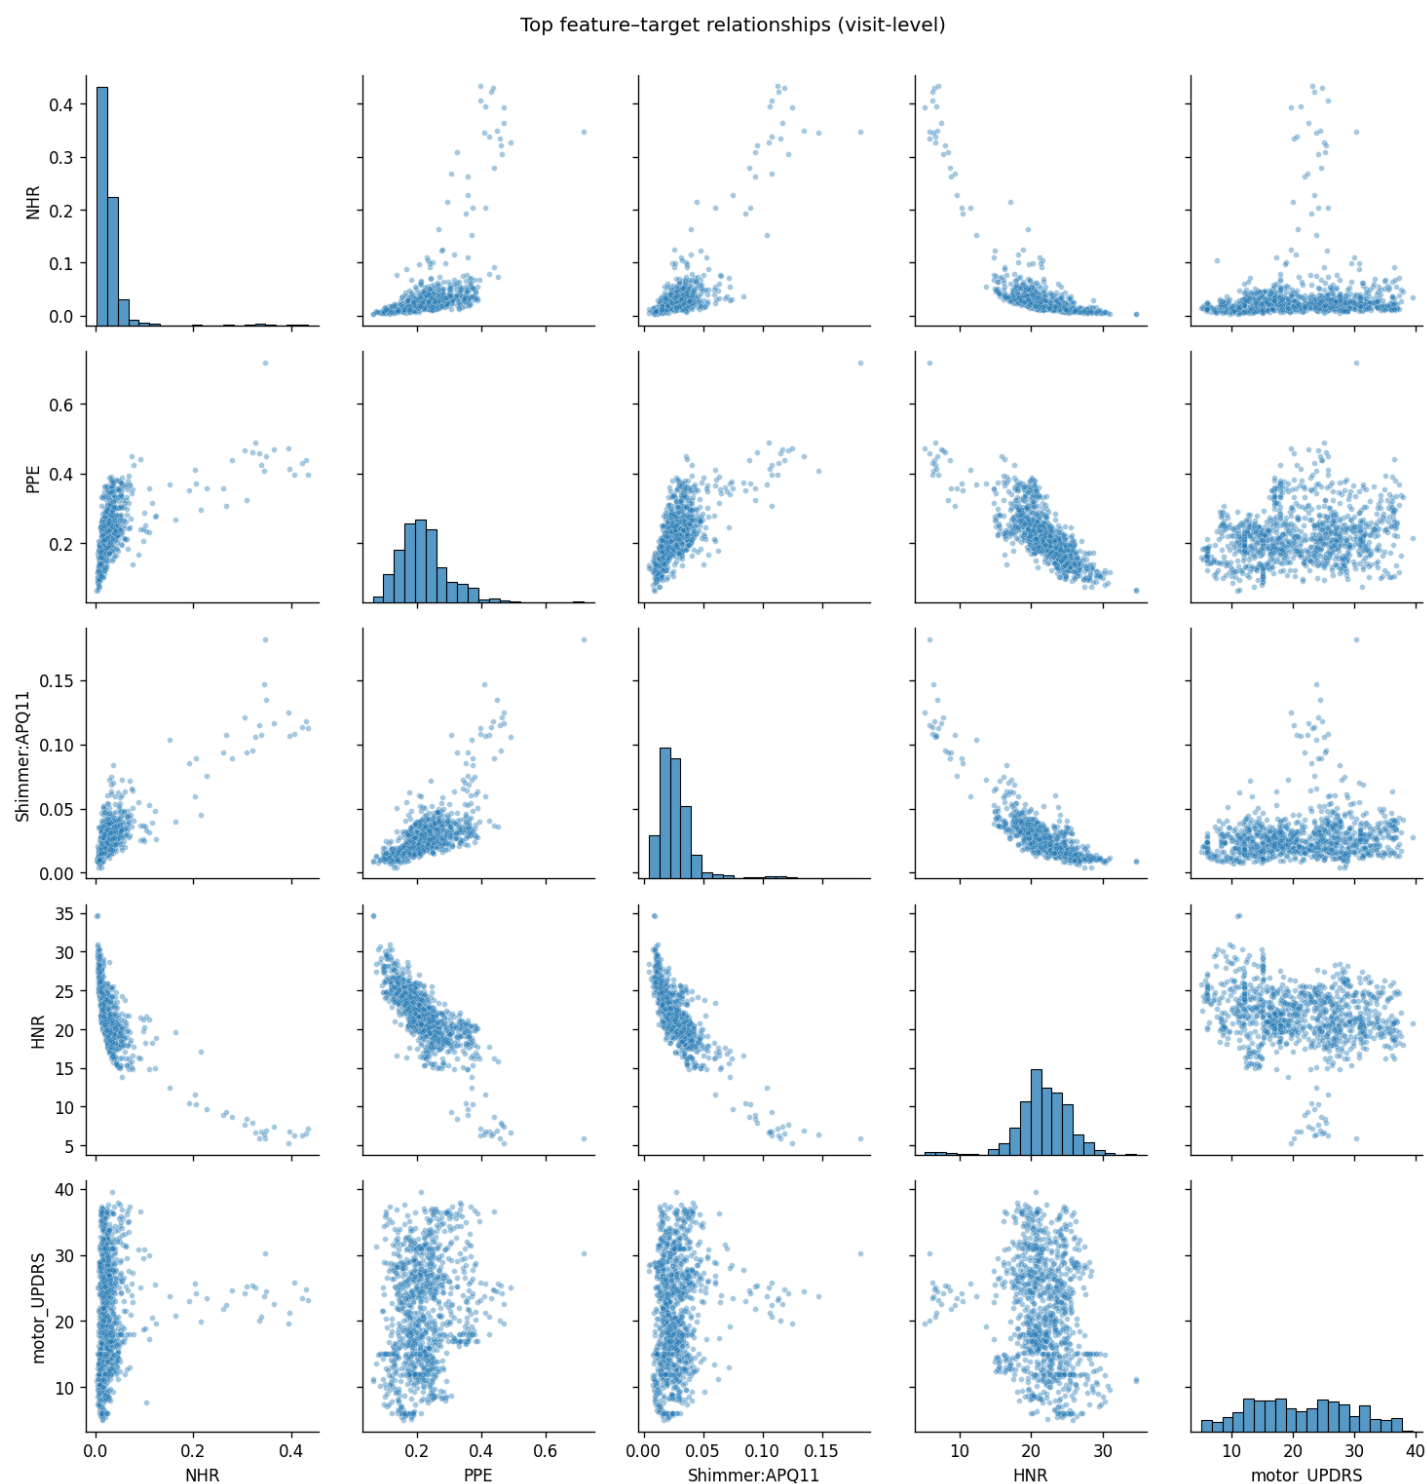 Top feature–target relationships (visit-level)
0.4
0.3
0.2
0.1
0.0
NHR
0.6
0.4
0.2
PPE
0.15
0.10
0.05
0.00
Shimmer:APQ11
35
30
25
20
15
10
5
HNR
40
30
20
10
motor_UPDRS
0.0 0.2 0.4
0.2 0.4 0.6
0.00 0.05 0.10 0.15
10 20 30
10 20 30 40
NHR PPE Shimmer:APQ11 HNR motor_UPDRS